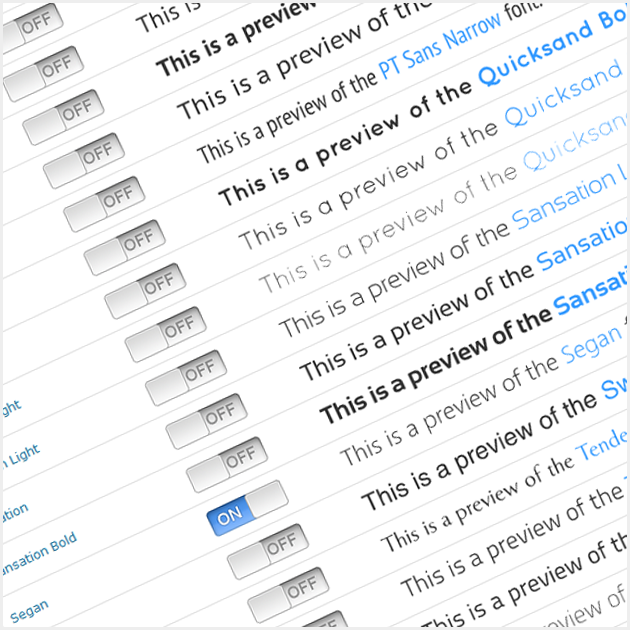 OFF
OFF This is
OFF This is a preview
OFF This is a preview of the
OFF This is a preview of the PT Sans Narrow font.
OFF This is a preview of the Quicksand Bo
OFF This is a preview of the Quicksand
ght OFF This is a preview of the Quicksan
n Light OFF This is a preview of the Sansation L
ation OFF This is a preview of the Sansatio
ansation Bold OFF This is a preview of the Sansati
Segan ON This is a preview of the Segan
OFF This is a preview of the Sw
OFF This is a preview of the Tende
OFF This is a preview of the
This is a preview of th
eview of